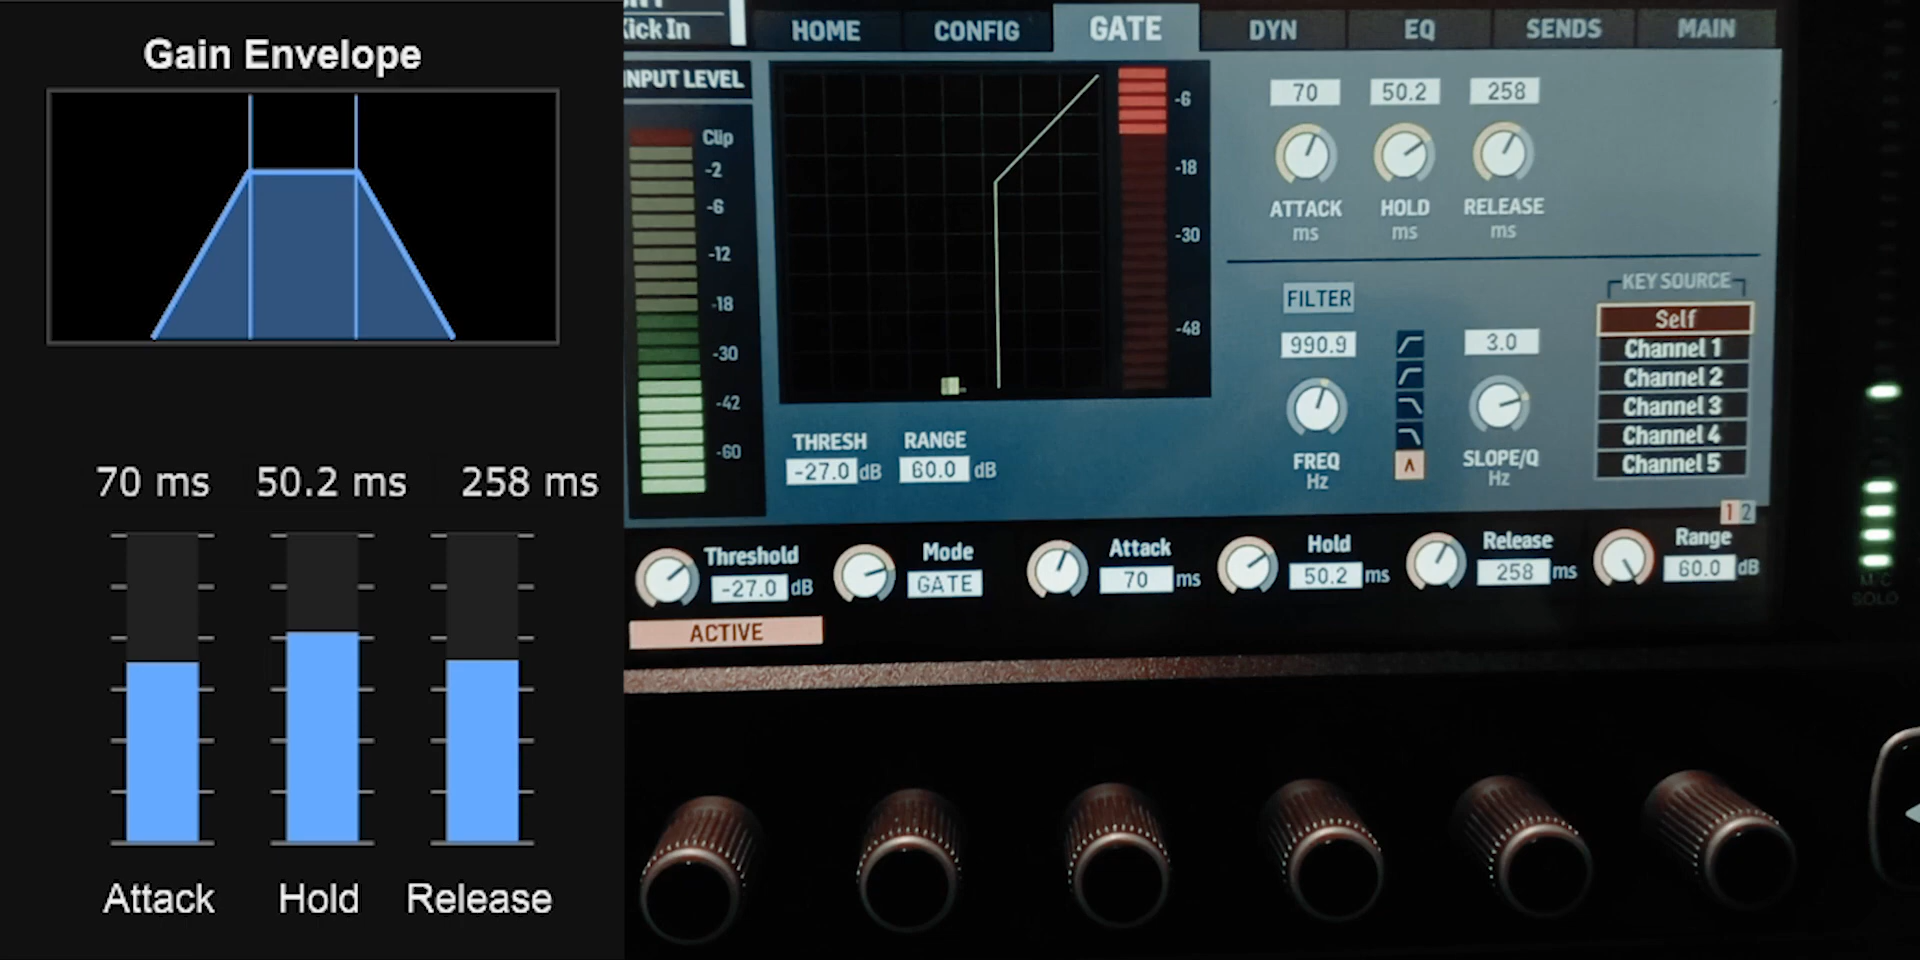 Gain Envelope
70 ms 50.2 ms 258 ms
Attack Hold Release
Kick In
HOME CONFIG GATE DYN EQ SENDS MAIN
INPUT LEVEL
Clip
-2
-6
-12
-18
-30
-42
-60
-6
-18
-30
-48
THRESH RANGE
-27.0 dB 60.0 dB
70 50.2 258
ATTACK HOLD RELEASE
ms ms ms
FILTER
990.9 3.0
FREQ SLOPE/Q
Hz Hz
KEY SOURCE
Self
Channel 1
Channel 2
Channel 3
Channel 4
Channel 5
1 2
Threshold Mode Attack Hold Release Range
-27.0 dB GATE 70 ms 50.2 ms 258 ms 60.0 dB
ACTIVE
SOLO